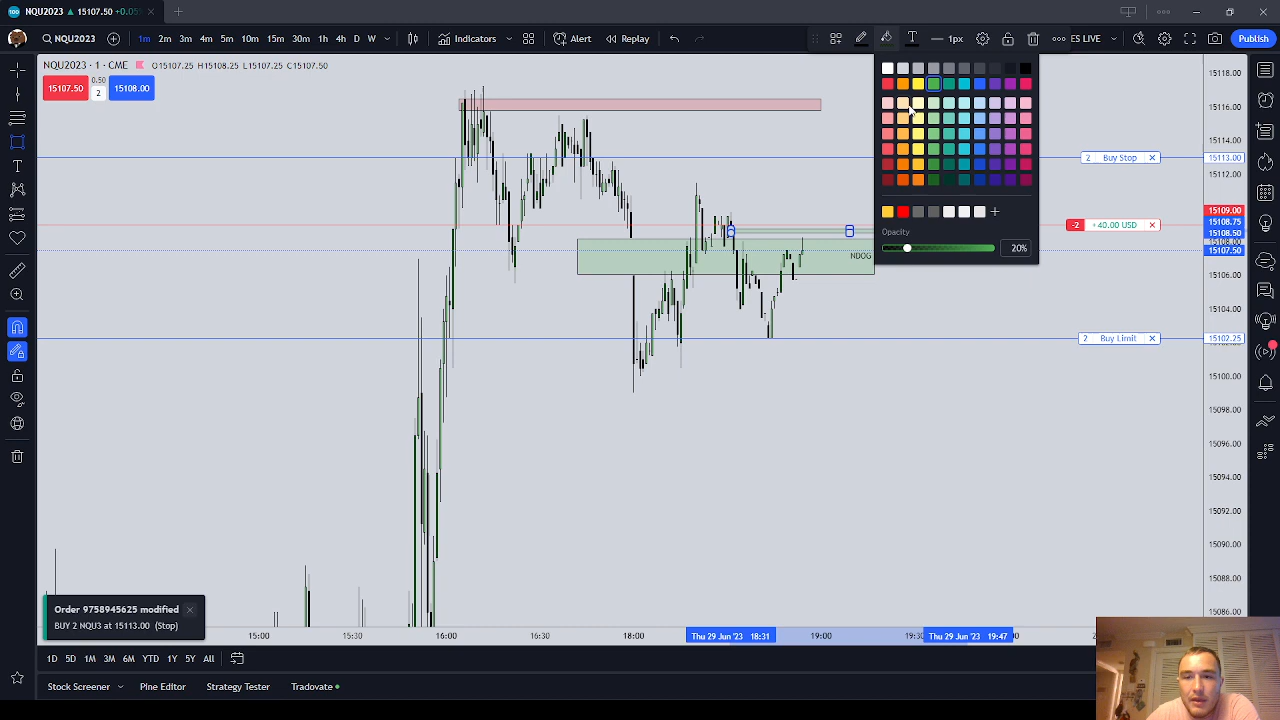 NQU2023 ▲ 15107.50 +0.05
NQU2023 1m 2m 3m 5m 10m 15m 30m 1h 4h D W Indicators Alert Replay 1px ES LIVE Publish
NQU2023 · 1 · CME O15107.25 H15108.25 L15107.25 C15107.50
15107.50 0.50 2 15108.00
15118.00
15116.00
15114.00
2 Buy Stop 15113.00
15112.00
15109.00
-2 +40.00 USD 15108.75
15108.50
15108.00
15107.50
Opacity
20%
NDOG
15106.00
15104.00
2 Buy Limit 15102.25
15100.00
15098.00
15096.00
15094.00
15092.00
15090.00
15088.00
15086.00
Order 9758945625 modified
BUY 2 NQU3 at 15113.00 (Stop)
15:00 15:30 16:00 16:30 18:00 Thu 29 Jun '23 18:31 19:00 19:30 Thu 29 Jun '23 19:47
1D 5D 1M 3M 6M YTD 1Y 5Y All
Stock Screener Pine Editor Strategy Tester Tradovate